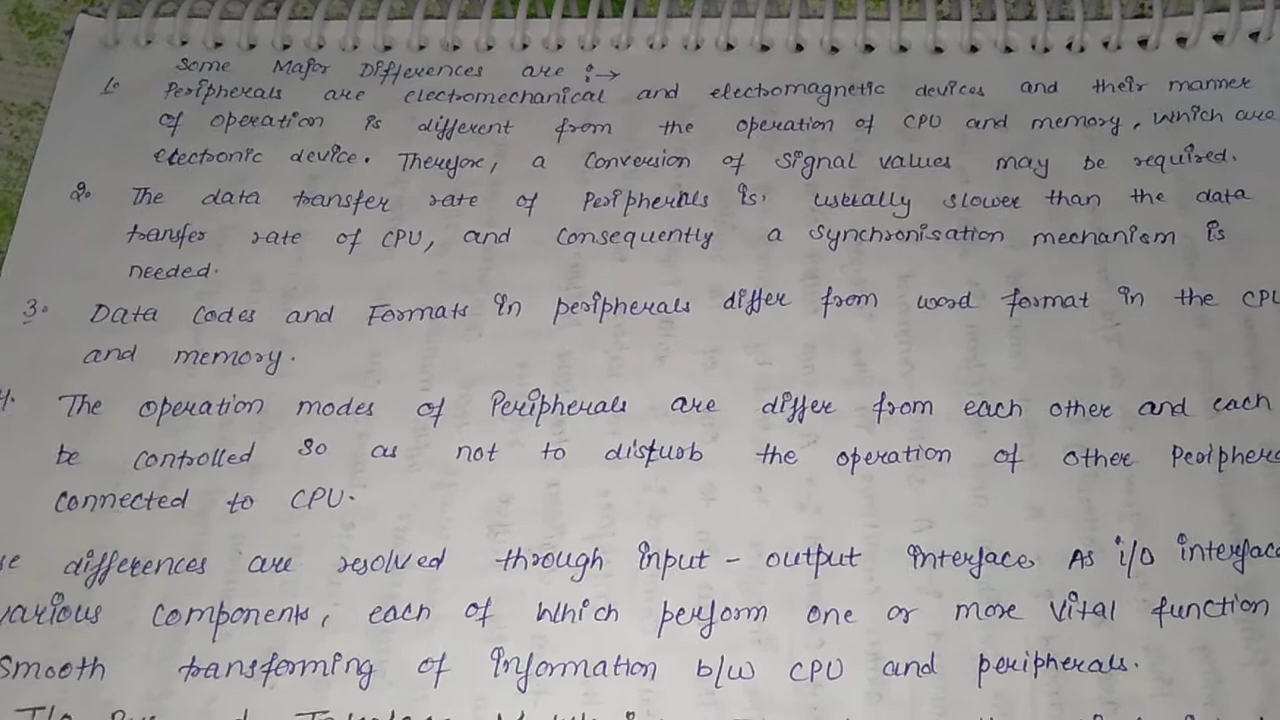 Some Major Differences are :→
1. Peripherals are electromechanical and electromagnetic devices and their manner
of operation is different from the operation of CPU and memory, which are
electronic device. Therefore, a Conversion of Signal values may be required.
2. The data transfer rate of Peripherals is usually slower than the data
transfer rate of CPU, and Consequently a Synchronisation mechanism is
needed.
3. Data Codes and Formats in peripherals differ from word format in the CPU
and memory.
4. The operation modes of Peripherals are differ from each other and each
be controlled so as not to disturb the operation of other Peripher
Connected to CPU.
se differences are resolved through input - output interface. As i/o interfac
various components, each of which perform one or more vital function
smooth transforming of information b/w CPU and peripherals.